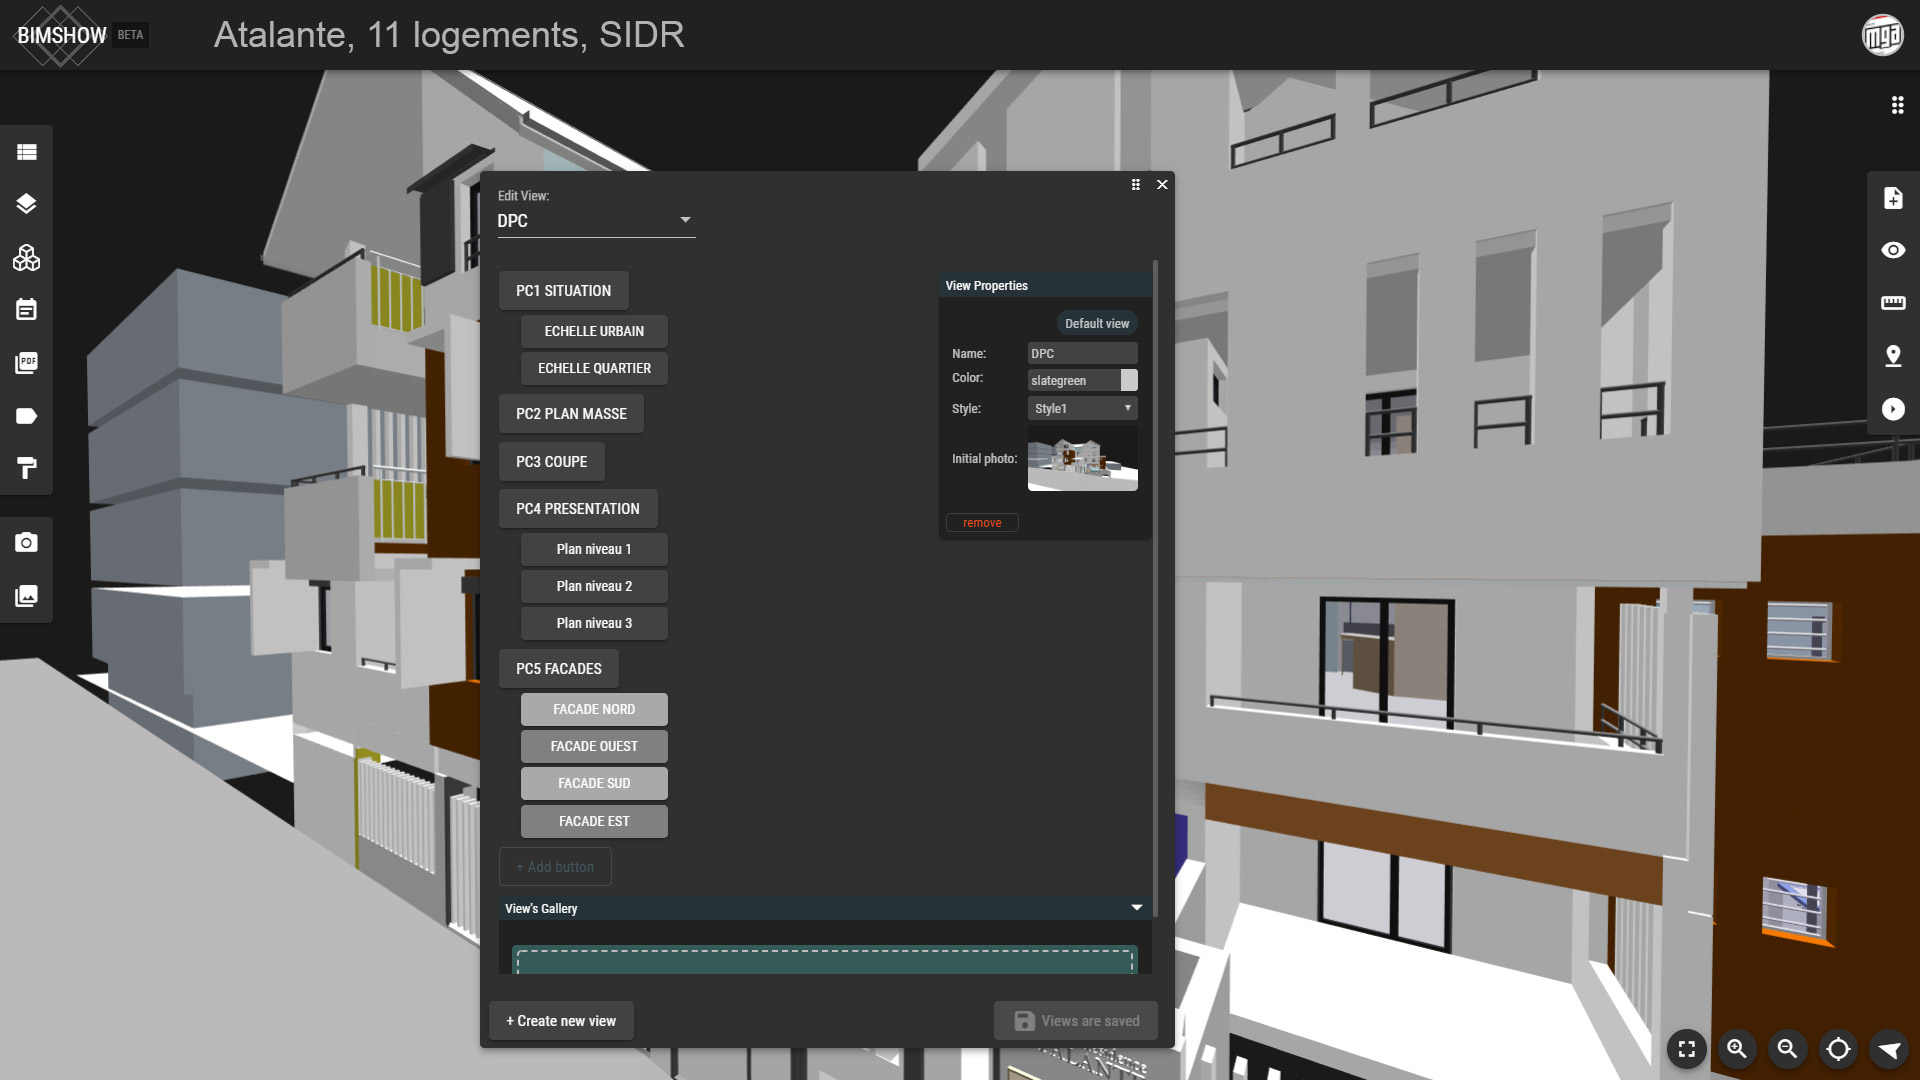 BIMSHOW BETA
Atalante, 11 logements, SIDR
mga
Edit View:
DPC
PC1 SITUATION
ECHELLE URBAIN
ECHELLE QUARTIER
PC2 PLAN MASSE
PC3 COUPE
PC4 PRESENTATION
Plan niveau 1
Plan niveau 2
Plan niveau 3
PC5 FACADES
FACADE NORD
FACADE OUEST
FACADE SUD
FACADE EST
+ Add button
View Properties
Default view
Name: DPC
Color: slategreen
Style: Style1
Initial photo:
remove
View's Gallery
+ Create new view
Views are saved
PDF